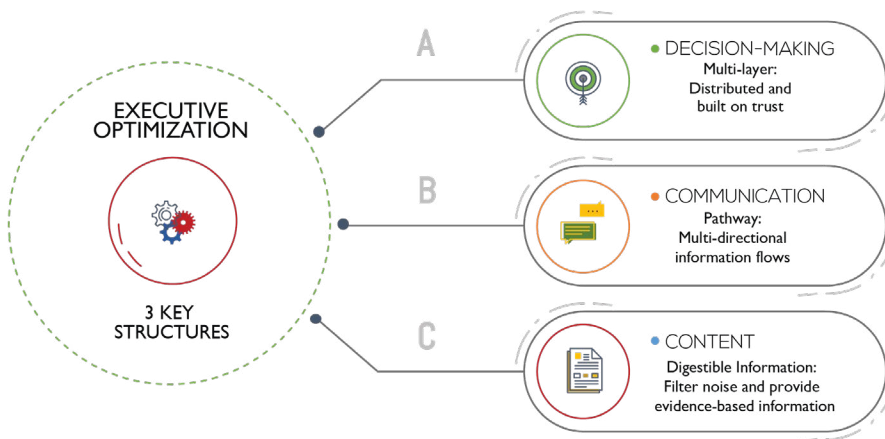 EXECUTIVE
OPTIMIZATION
3 KEY
STRUCTURES
A
DECISION-MAKING
Multi-layer:
Distributed and
built on trust
B
COMMUNICATION
Pathway:
Multi-directional
information flows
C
CONTENT
Digestible Information:
Filter noise and provide
evidence-based information